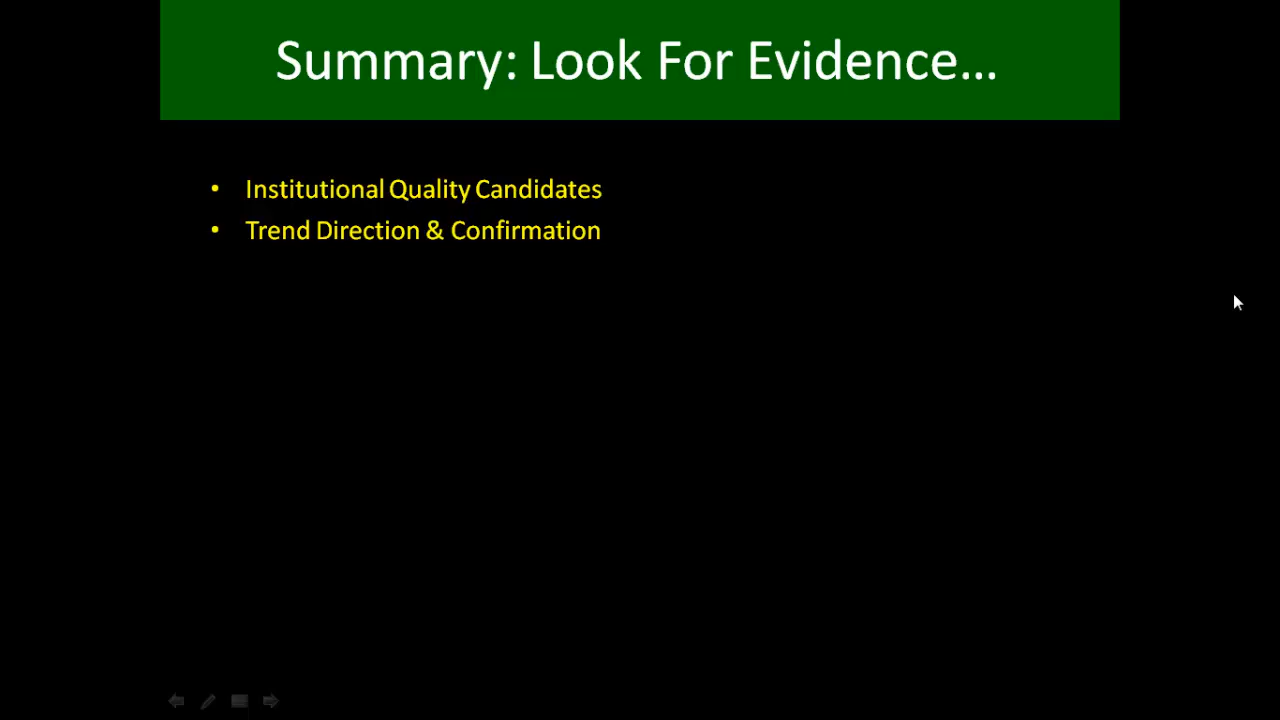 Summary: Look For Evidence...
• Institutional Quality Candidates
• Trend Direction & Confirmation